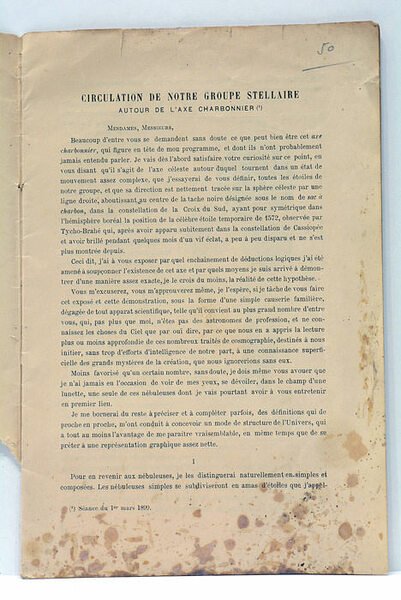 50
CIRCULATION DE NOTRE GROUPE STELLAIRE
AUTOUR DE L'AXE CHARBONNIER (¹)
MESDAMES, MESSIEURS,
Beaucoup d'entre vous se demandent sans doute ce que peut bien être cet axe
charbonnier, qui figure en tête de mon programme, et dont ils n'ont probablement
jamais entendu parler. Je vais dès l'abord satisfaire votre curiosité sur ce point, en
vous disant qu'il s'agit de l'axe céleste autour duquel tournent dans un état de
mouvement assez complexe, que j'essayerai de vous définir, toutes les étoiles de
notre groupe, et que sa direction est nettement tracée sur la sphère céleste par une
ligne droite, aboutissant au centre de la tache noire désignée sous le nom de sac à
charbon, dans la constellation de la Croix du Sud, ayant pour symétrique dans
l'hémisphère boréal la position de la célèbre étoile temporaire de 1572, observée par
Tycho-Brahé qui, après avoir apparu subitement dans la constellation de Cassiopée
et avoir brillé pendant quelques mois d'un vif éclat, a peu à peu disparu et ne s'est
plus montrée depuis.
Ceci dit, j'ai à vous exposer par quel enchaînement de déductions logiques j'ai été
amené à soupçonner l'existence de cet axe et par quels moyens je suis arrivé à démon-
trer d'une manière assez exacte, je le crois du moins, la réalité de cette hypothèse.
Vous m'excuserez, vous m'approuverez même, je l'espère, si je tâche de vous faire
cet exposé et cette démonstration, sous la forme d'une simple causerie familière,
dégagée de tout appareil scientifique, telle qu'il convient au plus grand nombre d'entre
vous, qui, pas plus que moi, n'êtes pas des astronomes de profession, et ne con-
naissez les choses du Ciel que par oui dire, par ce que nous en a appris la lecture
plus ou moins approfondie de ces nombreux traités de cosmographie, destinés à nous
initier, sans trop d'efforts d'intelligence de notre part, à une connaissance superfi-
cielle des grands mystères de la création, que nous ignorerions sans eux.
Moins favorisé qu'un certain nombre, sans doute, je dois même vous avouer que
je n'ai jamais en l'occasion de voir de mes yeux, se dévoiler, dans le champ d'une
lunette, une seule de ces nébuleuses dont je vais pourtant avoir à vous entretenir
en premier lieu.
Je me bornerai du reste à préciser et à compléter parfois, des définitions qui de
proche en proche, m'ont conduit à concevoir un mode de structure de l'Univers, qui
a tout au moins l'avantage de me paraître vraisemblable, en même temps que de se
prêter à une représentation graphique assez nette.
I
Pour en revenir aux nébuleuses, je les distinguerai naturellement en simples et
composées. Les nébuleuses simples se subdiviseront en amas d'étoiles que j'appel-
(¹) Séance du 1er mars 1899.